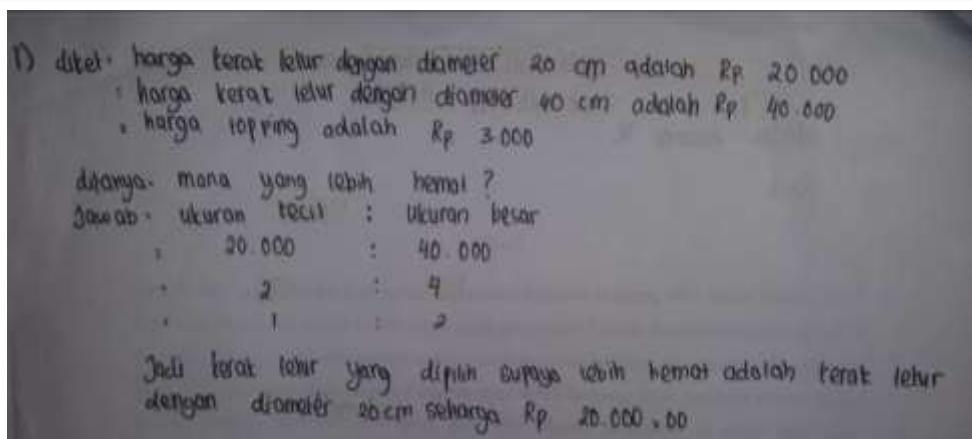 1) diket: harga kerak telur dengan diameter 20 cm adalah Rp. 20 000
: harga kerak telur dengan diameter 40 cm adalah Rp. 40.000
: harga topping adalah Rp 3.000
ditanya: mana yang lebih hemat ?
Jawab: ukuran kecil : Ukuran besar
: 20.000 : 40.000
: 2 : 4
: 1 : 2
Jadi kerak telur yang dipilih supaya lebih hemat adalah kerak telur
dengan diameter 20 cm seharga Rp 20.000,00